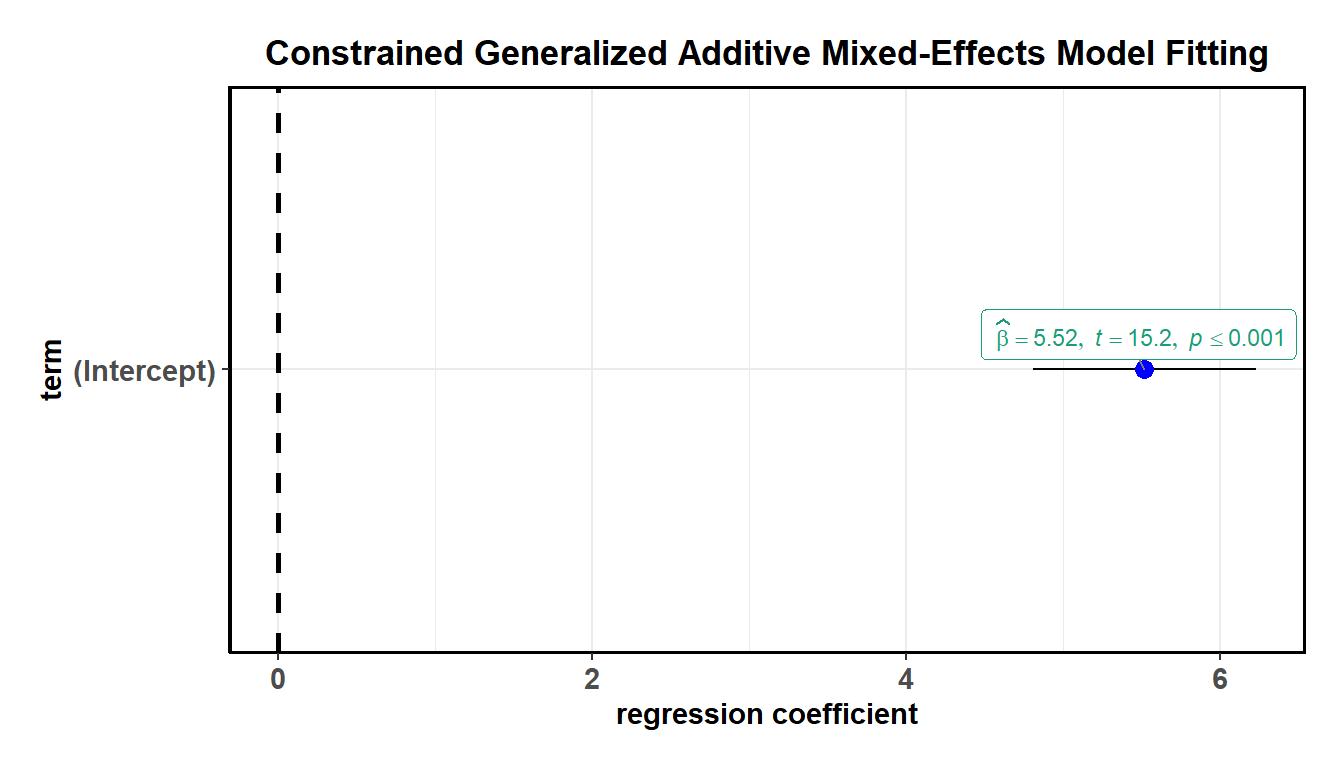 Constrained Generalized Additive Mixed-Effects Model Fitting
term
(Intercept)
β̂ = 5.52, t = 15.2, p ≤ 0.001
0 2 4 6
regression coefficient